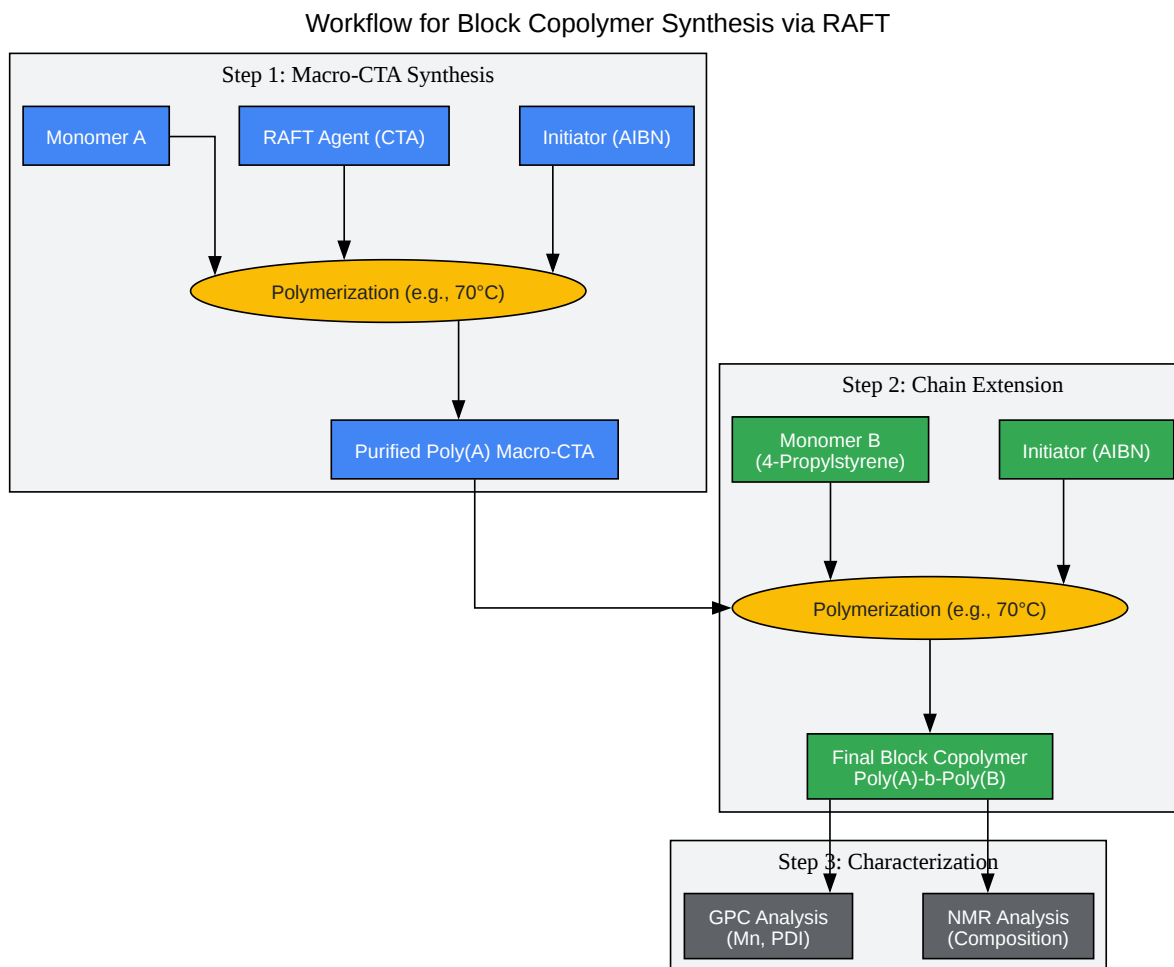 Workflow for Block Copolymer Synthesis via RAFT
Step 1: Macro-CTA Synthesis
Monomer A
RAFT Agent (CTA)
Initiator (AIBN)
Polymerization (e.g., 70°C)
Purified Poly(A) Macro-CTA
Step 2: Chain Extension
Monomer B
(4-Propylstyrene)
Initiator (AIBN)
Polymerization (e.g., 70°C)
Final Block Copolymer
Poly(A)-b-Poly(B)
Step 3: Characterization
GPC Analysis
(Mn, PDI)
NMR Analysis
(Composition)